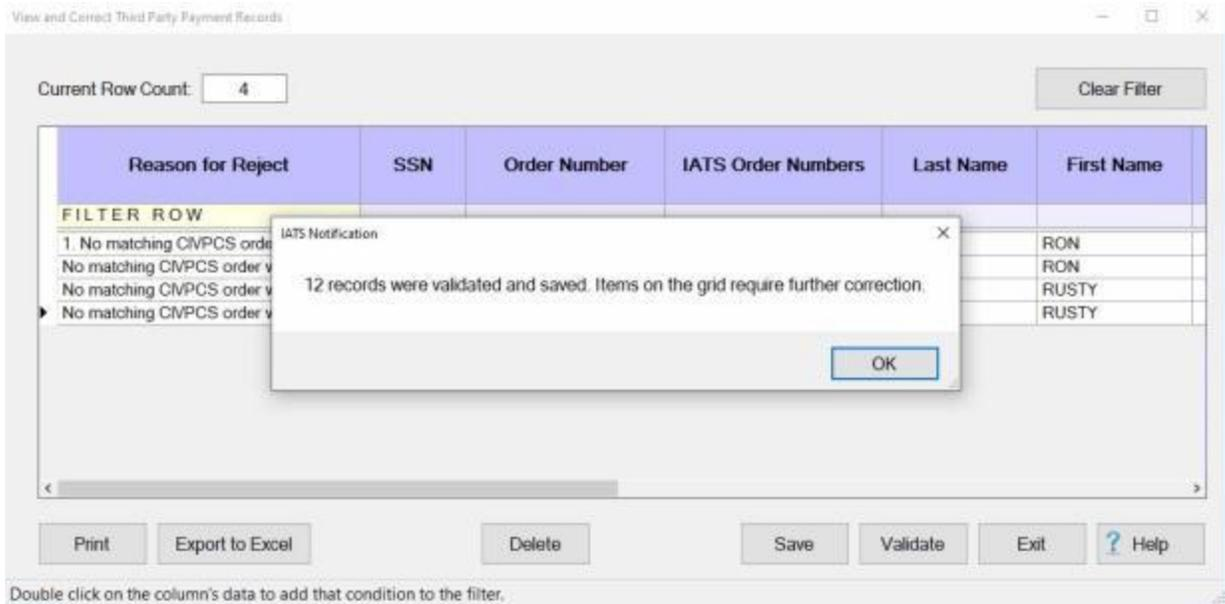 View and Correct Third Party Payment Records
Current Row Count: 4
Clear Filter
Reason for Reject SSN Order Number IATS Order Numbers Last Name First Name
FILTER ROW
IATS Notification
1. No matching CIVPCS orde
RON
No matching CIVPCS order v
RON
12 records were validated and saved. Items on the grid require further correction.
No matching CIVPCS order v
RUSTY
No matching CIVPCS order v
RUSTY
OK
Print Export to Excel Delete Save Validate Exit ? Help
Double click on the column's data to add that condition to the filter.